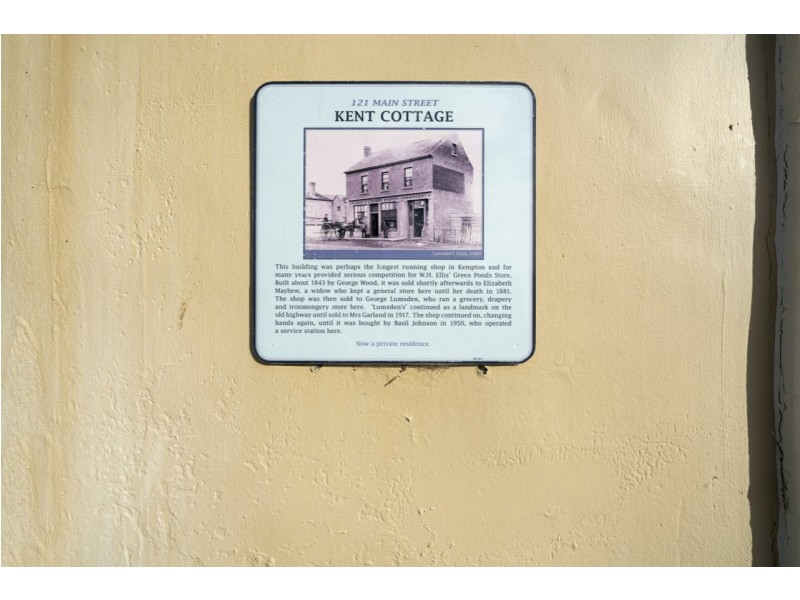 121 MAIN STREET
KENT COTTAGE
Lumsden's Shop,
This building was perhaps the longest running shop in Kempton and for
many years provided serious competition for W.H. Ellis' Green Ponds Store.
Built about 1843 by George Wood, it was sold shortly afterwards to Elizabeth
Mayhew, a widow who kept a general store here until her death in 1881.
The shop was then sold to George Lumsden, who ran a grocery, drapery
and ironmongery store here. 'Lumsden's' continued as a landmark on the
old highway until sold to Mrs Garland in 1917. The shop continued on, changing
hands again, until it was bought by Basil Johnson in 1950, who operated
a service station here.
Now a private residence.